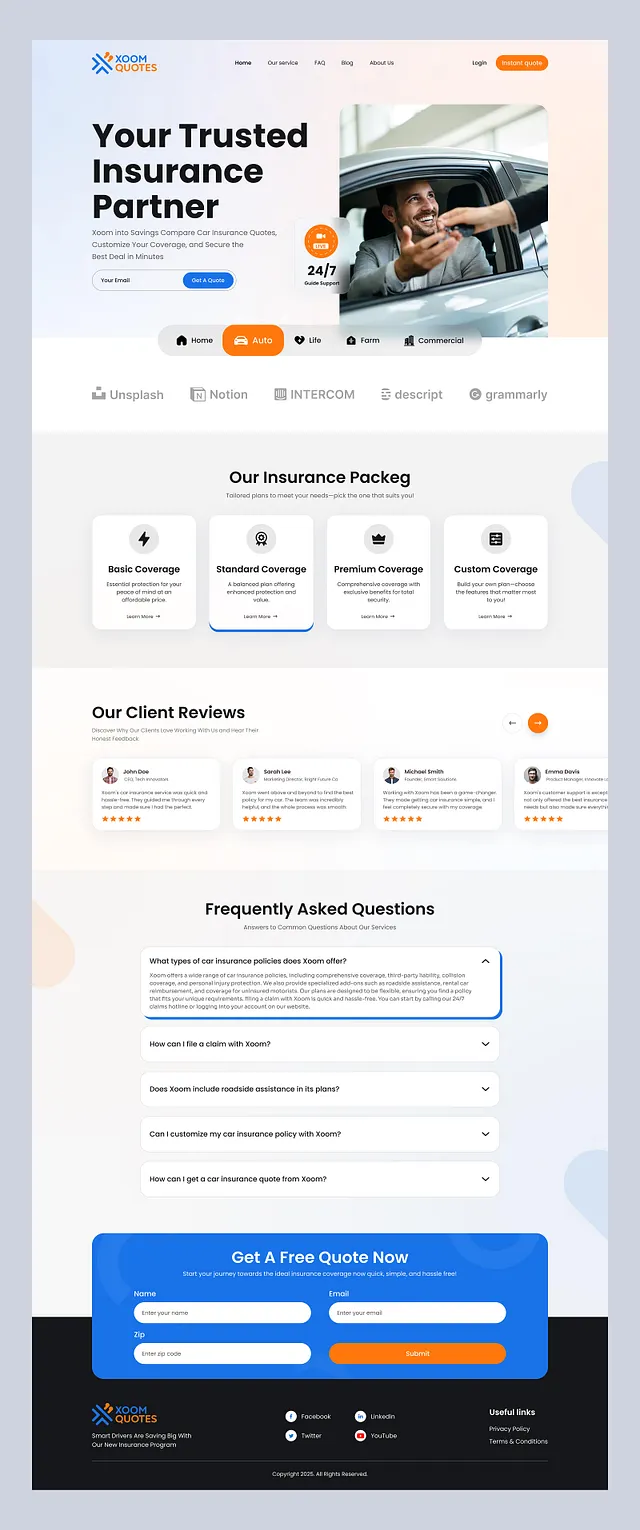 XOOM
QUOTES
Home Our service FAQ Blog About Us Login Instant quote
Your Trusted
Insurance
Partner
Xoom into Savings Compare Car Insurance Quotes,
Customize Your Coverage, and Secure the
Best Deal in Minutes
Your Email Get A Quote
LIVE
24/7
Guide Support
Home Auto Life Farm Commercial
Unsplash Notion INTERCOM descript grammarly
Our Insurance Packeg
Tailored plans to meet your needs—pick the one that suits you!
Basic Coverage
Essential protection for your
peace of mind at an
affordable price.
Learn More →
Standard Coverage
A balanced plan offering
enhanced protection and
value.
Learn More →
Premium Coverage
Comprehensive coverage with
exclusive benefits for total
security.
Learn More →
Custom Coverage
Build your own plan—choose
the features that matter most
to you!
Learn More →
Our Client Reviews
Discover Why Our Clients Love Working With Us and Hear Their
Honest Feedback
John Doe
CEO, Tech Innovators
Xoom's car insurance service was quick and
hassle-free. They guided me through every
step and made sure I had the perfect.
Sarah Lee
Marketing Director, Bright Future Co
Xoom went above and beyond to find the best
policy for my car. The team was incredibly
helpful, and the whole process was smooth
Michael Smith
Founder, Smart Solutions
Working with Xoom has been a game-changer.
They made getting car insurance simple, and I
feel completely secure with my coverage
Emma Davis
Product Manager, Innovate
Xoom's customer support is
not only offered the best insurance
needs but also made sure
Frequently Asked Questions
Answers to Common Questions About Our Services
What types of car insurance policies does Xoom offer?
Xoom offers a wide range of car insurance policies, including comprehensive coverage, third-party liability, collision
coverage, and personal injury protection. We also provide specialized add-ons such as roadside assistance, rental car
reimbursement, and coverage for uninsured motorists. Our plans are designed to be flexible, ensuring you find a policy
that fits your unique requirements. filing a claim with Xoom is quick and hassle-free. You can start by calling our 24/7
claims hotline or logging into your account on our website.
How can I file a claim with Xoom?
Does Xoom include roadside assistance in its plans?
Can I customize my car insurance policy with Xoom?
How can I get a car insurance quote from Xoom?
Get A Free Quote Now
Start your journey towards the ideal insurance coverage now quick, simple, and hassle free!
Name
Enter your name
Email
Enter your email
Zip
Enter zip code
Submit
XOOM
QUOTES
Smart Drivers Are Saving Big With
Our New Insurance Program
Facebook
Twitter
LinkedIn
YouTube
Useful links
Privacy Policy
Terms & Conditions
Copyright 2025. All Rights Reserved.